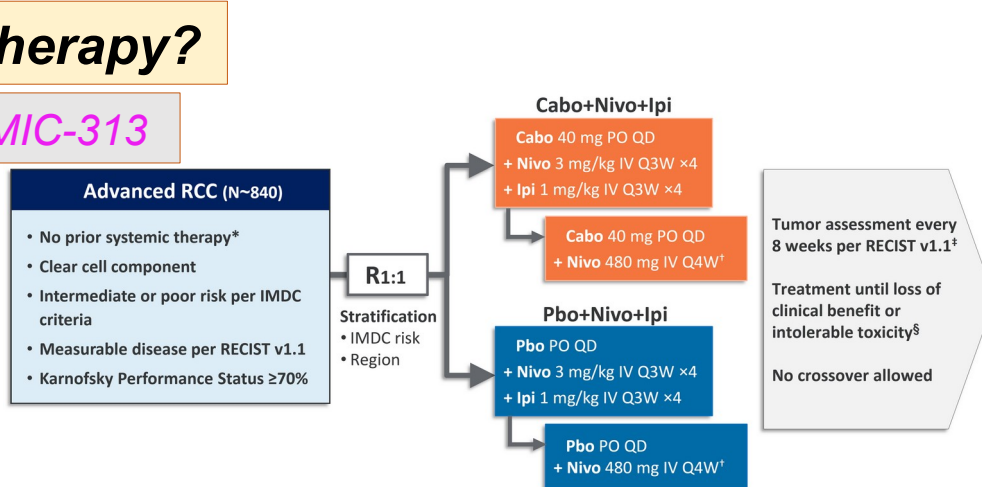 herapy?
MIC-313
Advanced RCC (N~840)
• No prior systemic therapy*
• Clear cell component
• Intermediate or poor risk per IMDC
criteria
• Measurable disease per RECIST v1.1
• Karnofsky Performance Status ≥70%
R1:1
Stratification
• IMDC risk
• Region
Cabo+Nivo+Ipi
Cabo 40 mg PO QD
+ Nivo 3 mg/kg IV Q3W ×4
+ Ipi 1 mg/kg IV Q3W ×4
Cabo 40 mg PO QD
+ Nivo 480 mg IV Q4W†
Pbo+Nivo+Ipi
Pbo PO QD
+ Nivo 3 mg/kg IV Q3W ×4
+ Ipi 1 mg/kg IV Q3W ×4
Pbo PO QD
+ Nivo 480 mg IV Q4W†
Tumor assessment every
8 weeks per RECIST v1.1‡
Treatment until loss of
clinical benefit or
intolerable toxicity§
No crossover allowed